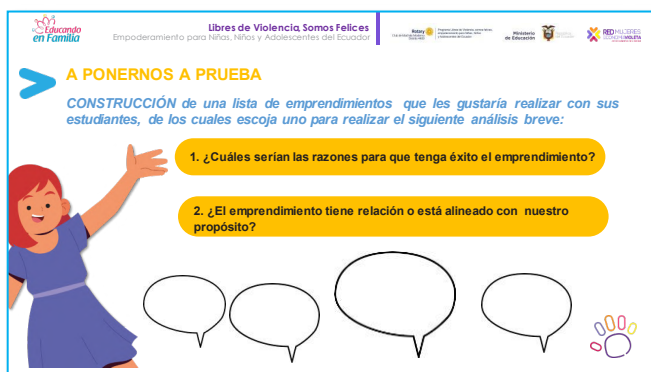 Educando
en Familia
Libres de Violencia, Somos Felices
Empoderamiento para Niñas, Niños y Adolescentes del Ecuador
Rotary
Ministerio
de Educación
RED MUJERES
ECONOMÍA VIOLETA
A PONERNOS A PRUEBA
CONSTRUCCIÓN de una lista de emprendimientos que les gustaría realizar con sus
estudiantes, de los cuales escoja uno para realizar el siguiente análisis breve:
1. ¿Cuáles serían las razones para que tenga éxito el emprendimiento?
2. ¿El emprendimiento tiene relación o está alineado con nuestro
propósito?